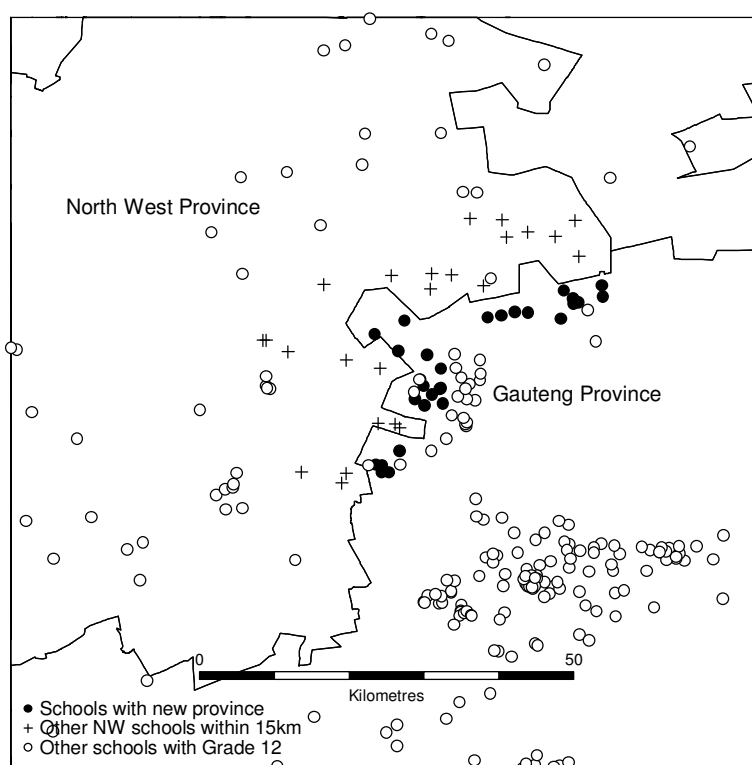 North West Province
Gauteng Province
0 50
Kilometres
Schools with new province
Other NW schools within 15km
Other schools with Grade 12